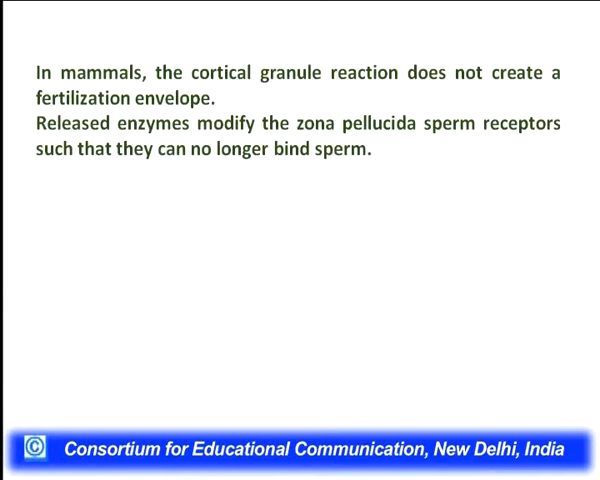 In mammals, the cortical granule reaction does not create a
fertilization envelope.
Released enzymes modify the zona pellucida sperm receptors
such that they can no longer bind sperm.
© Consortium for Educational Communication, New Delhi, India